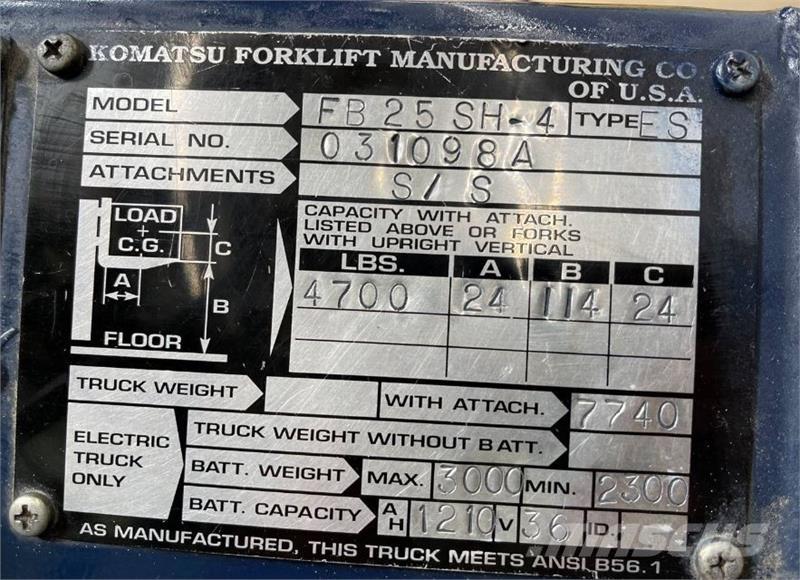 KOMATSU FORKLIFT MANUFACTURING CO.
OF U.S.A.
MODEL FB25SH-4 TYPE ES
SERIAL NO. 031098A
ATTACHMENTS S/S
LOAD
C.G.
A
B
C
FLOOR
CAPACITY WITH ATTACH.
LISTED ABOVE OR FORKS
WITH UPRIGHT VERTICAL
LBS. A B C
4700 24 114 24
TRUCK WEIGHT WITH ATTACH. 7740
ELECTRIC
TRUCK
ONLY
TRUCK WEIGHT WITHOUT BATT.
BATT. WEIGHT MAX. 3000 MIN. 2300
BATT. CAPACITY AH 1210 V 36 ID.
AS MANUFACTURED, THIS TRUCK MEETS ANSI B56.1
MASCUS